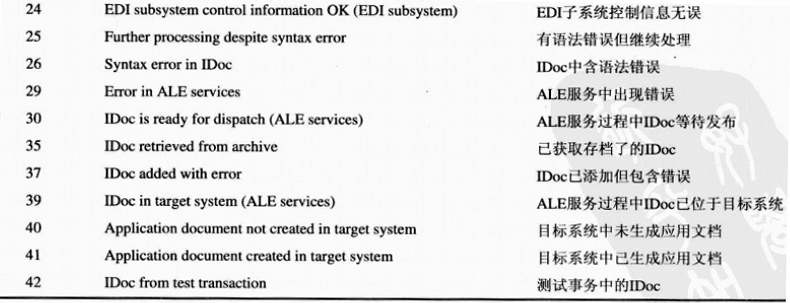 24 EDI subsystem control information OK (EDI subsystem) EDI子系统控制信息无误
25 Further processing despite syntax error 有语法错误但继续处理
26 Syntax error in IDoc IDoc中含语法错误
29 Error in ALE services ALE服务中出现错误
30 IDoc is ready for dispatch (ALE services) ALE服务过程中IDoc等待发布
35 IDoc retrieved from archive 已获取存档了的IDoc
37 IDoc added with error IDoc已添加但包含错误
39 IDoc in target system (ALE services) ALE服务过程中IDoc已位于目标系统
40 Application document not created in target system 目标系统中未生成应用文档
41 Application document created in target system 目标系统中已生成应用文档
42 IDoc from test transaction 测试事务中的IDoc